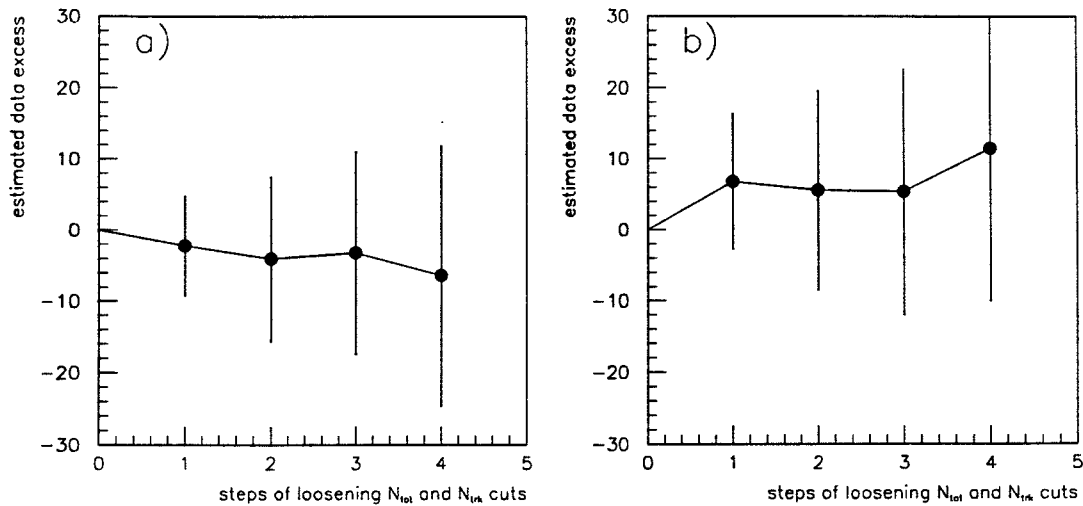 a)
estimated data excess
30
20
10
0
−10
−20
−30
0 1 2 3 4 5
steps of loosening N_tot and N_trk cuts
b)
estimated data excess
30
20
10
0
−10
−20
−30
0 1 2 3 4 5
steps of loosening N_tot and N_trk cuts